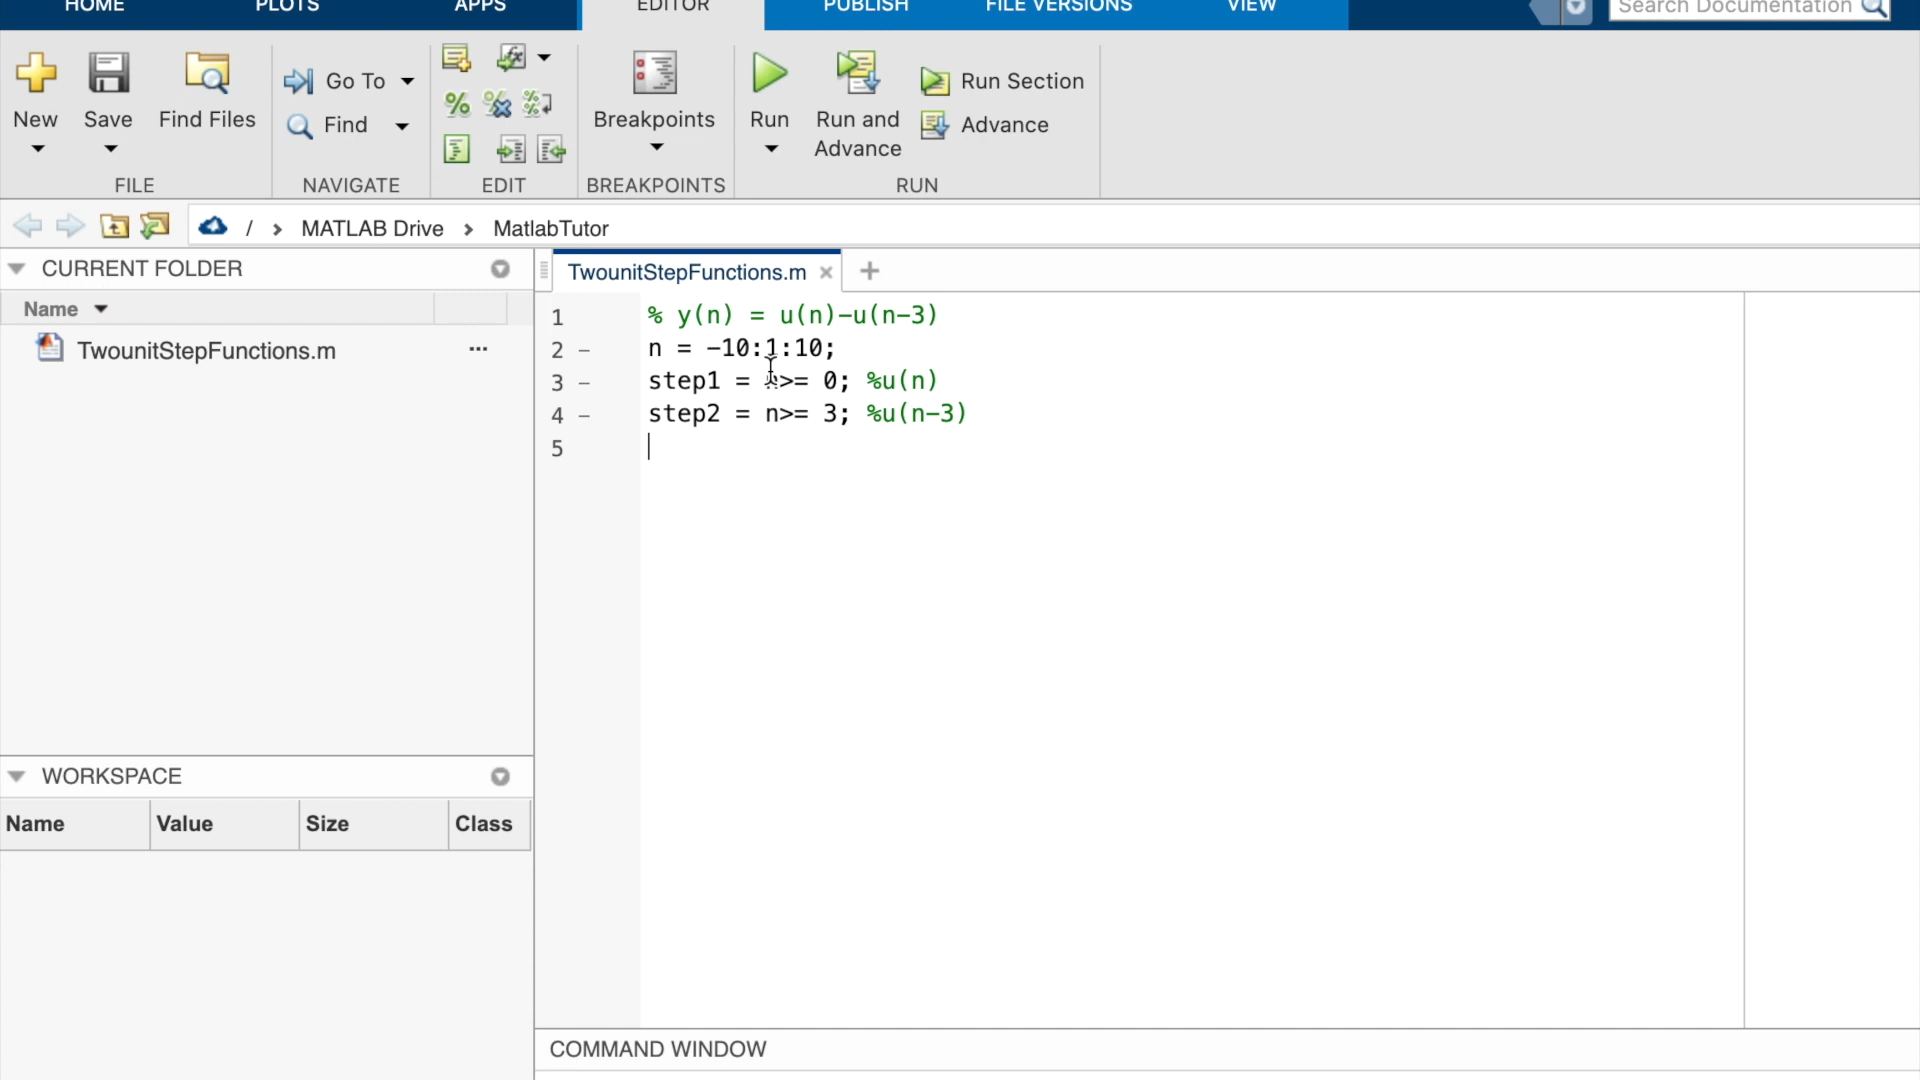 HOME PLOTS APPS EDITOR PUBLISH FILE VERSIONS VIEW Search Documentation
New Save Find Files Go To Find Breakpoints Run Run and Advance Run Section Advance
FILE NAVIGATE EDIT BREAKPOINTS RUN
/ > MATLAB Drive > MatlabTutor
CURRENT FOLDER
Name
TwounitStepFunctions.m ...
WORKSPACE
Name Value Size Class
TwounitStepFunctions.m × +
1 % y(n) = u(n)-u(n-3)
2 - n = -10:1:10;
3 - step1 = n>= 0; %u(n)
4 - step2 = n>= 3; %u(n-3)
5
COMMAND WINDOW